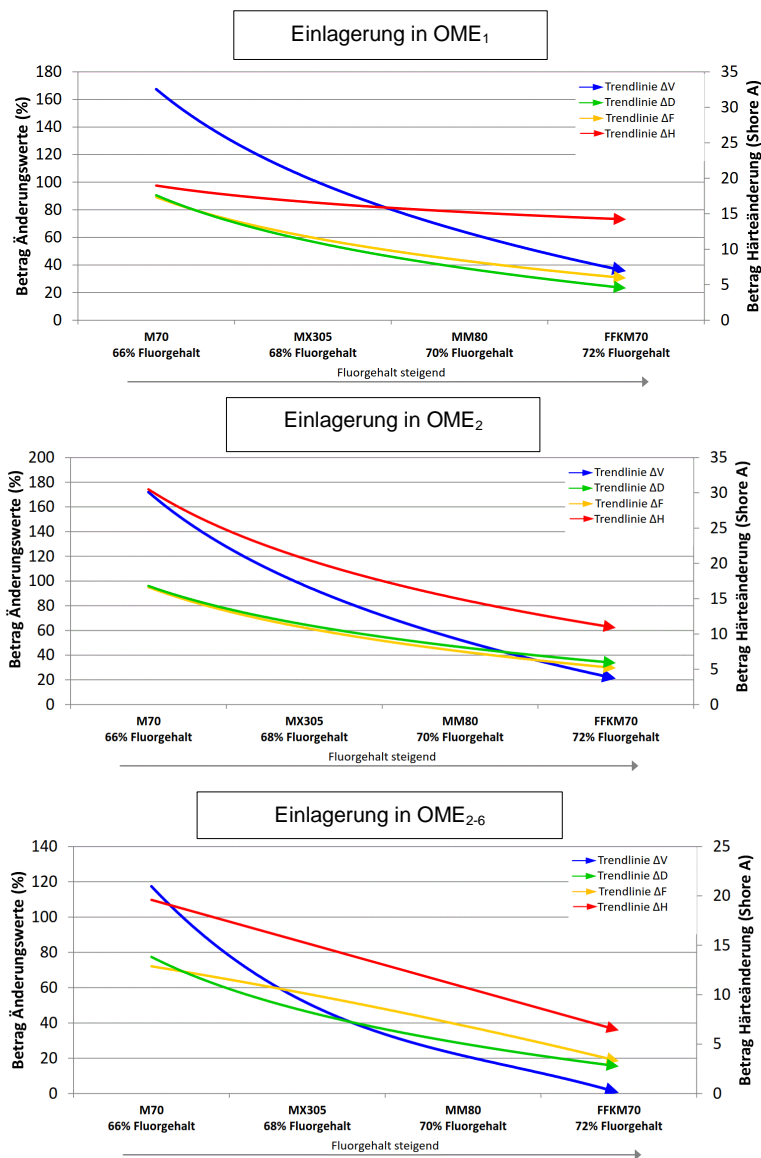 Einlagerung in OME₁
Betrag Änderungswerte (%)
180
160
140
120
100
80
60
40
20
0
35
30
25
20
15
10
5
0
Betrag Härteänderung (Shore A)
Trendlinie ΔV
Trendlinie ΔD
Trendlinie ΔF
Trendlinie ΔH
M70 MX305 MM80 FFKM70
66% Fluorgehalt 68% Fluorgehalt 70% Fluorgehalt 72% Fluorgehalt
Fluorgehalt steigend
Einlagerung in OME₂
Betrag Änderungswerte (%)
200
180
160
140
120
100
80
60
40
20
0
35
30
25
20
15
10
5
0
Betrag Härteänderung (Shore A)
Trendlinie ΔV
Trendlinie ΔD
Trendlinie ΔF
Trendlinie ΔH
M70 MX305 MM80 FFKM70
66% Fluorgehalt 68% Fluorgehalt 70% Fluorgehalt 72% Fluorgehalt
Fluorgehalt steigend
Einlagerung in OME₂₋₆
Betrag Änderungswerte (%)
140
120
100
80
60
40
20
0
25
20
15
10
5
0
Betrag Härteänderung (Shore A)
Trendlinie ΔV
Trendlinie ΔD
Trendlinie ΔF
Trendlinie ΔH
M70 MX305 MM80 FFKM70
66% Fluorgehalt 68% Fluorgehalt 70% Fluorgehalt 72% Fluorgehalt
Fluorgehalt steigend